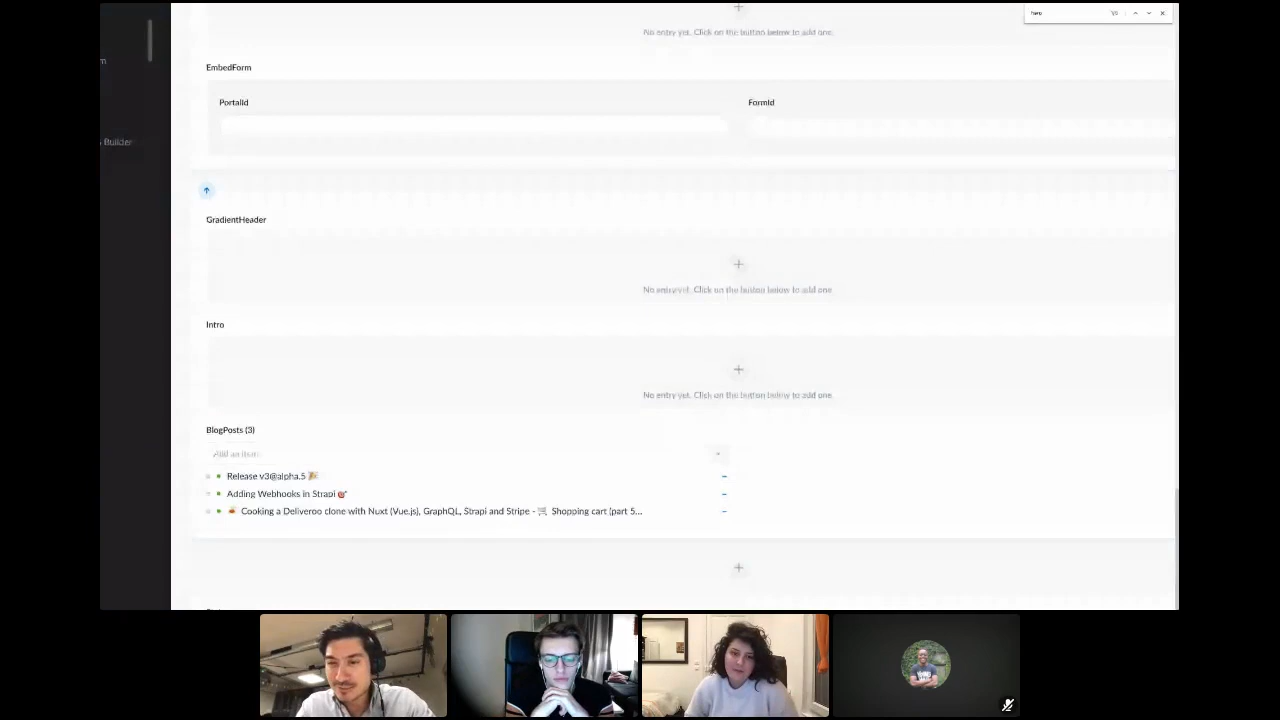 No entry yet. Click on the button below to add one.
EmbedForm
PortalId
FormId
Builder
GradientHeader
No entry yet. Click on the button below to add one
Intro
No entry yet. Click on the button below to add one.
BlogPosts (3)
Add an item
Release v3@alpha.5 🎉
Adding Webhooks in Strapi 🎯
🍲 Cooking a Deliveroo clone with Nuxt (Vue.js), GraphQL, Strapi and Stripe - 🛒 Shopping cart (part 5...